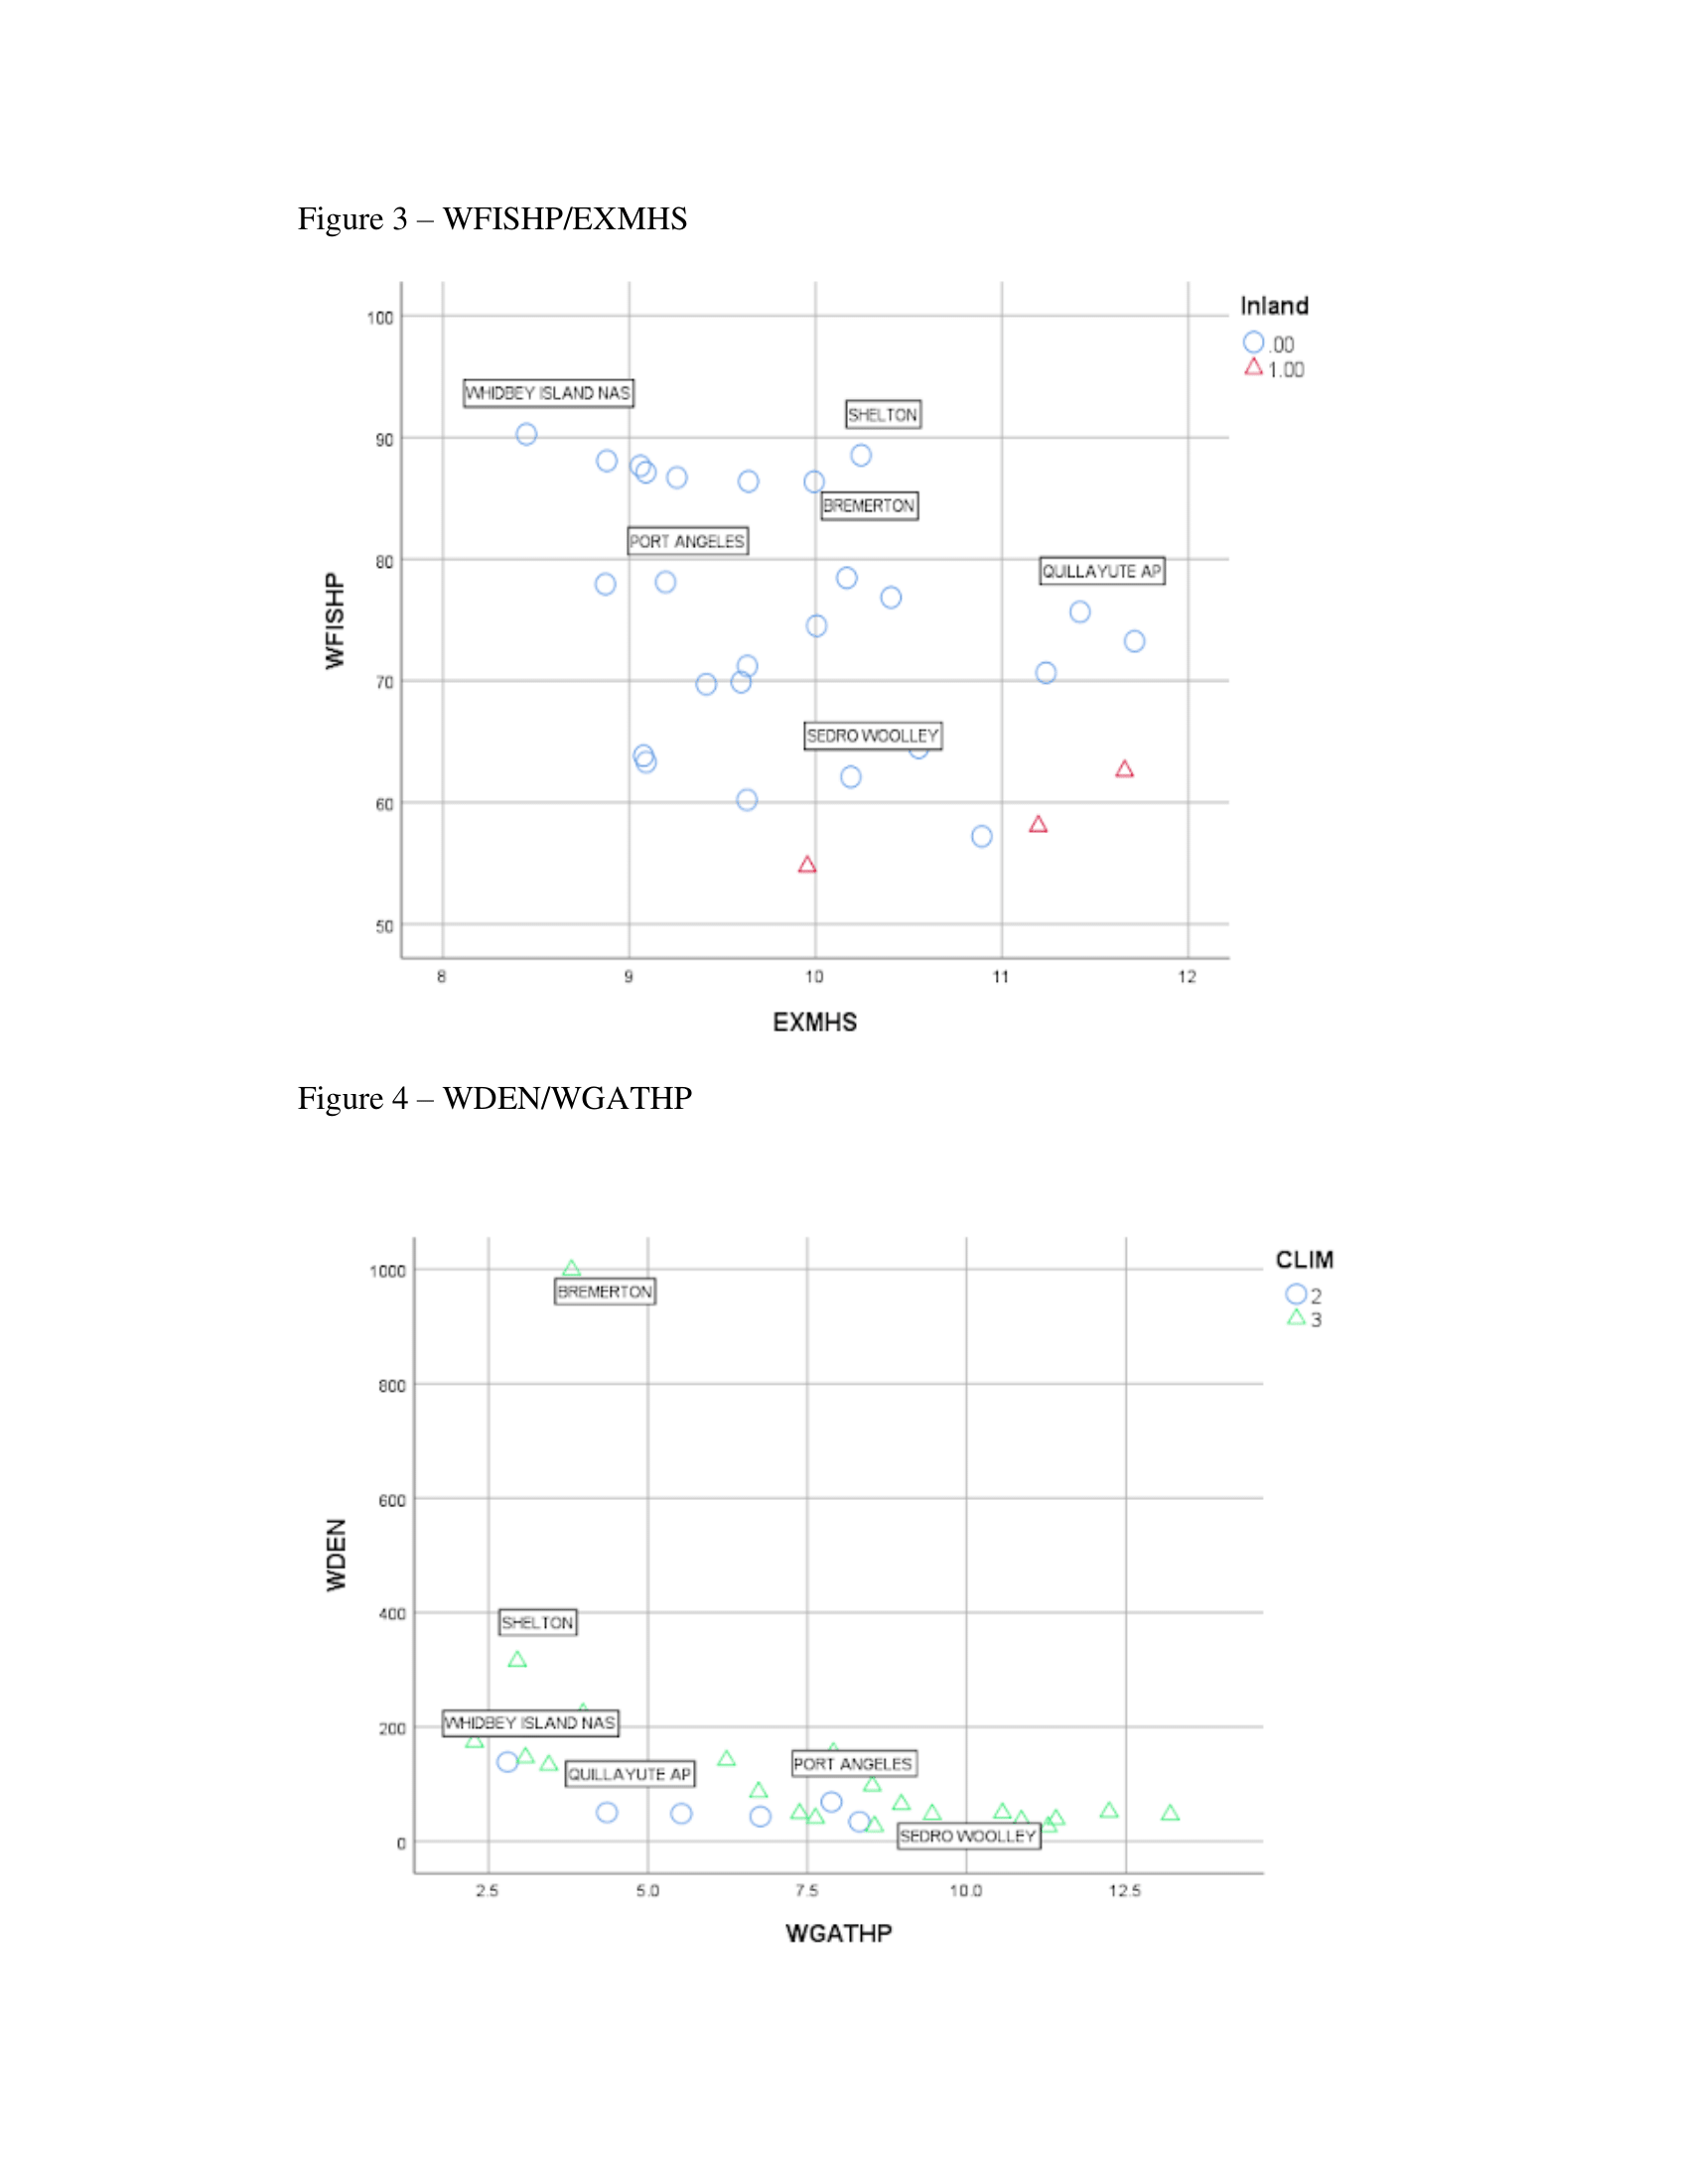 Figure 3 – WFISHP/EXMHS
Inland
.00
1.00
100
WHIDBEY ISLAND NAS
SHELTON
90
BREMERTON
PORT ANGELES
80
QUILLAYUTE AP
WFISHP
70
SEDRO WOOLLEY
60
50
8 9 10 11 12
EXMHS
Figure 4 – WDEN/WGATHP
CLIM
2
3
1000
BREMERTON
800
600
WDEN
400
SHELTON
200
WHIDBEY ISLAND NAS
PORT ANGELES
QUILLAYUTE AP
SEDRO WOOLLEY
0
2.5 5.0 7.5 10.0 12.5
WGATHP